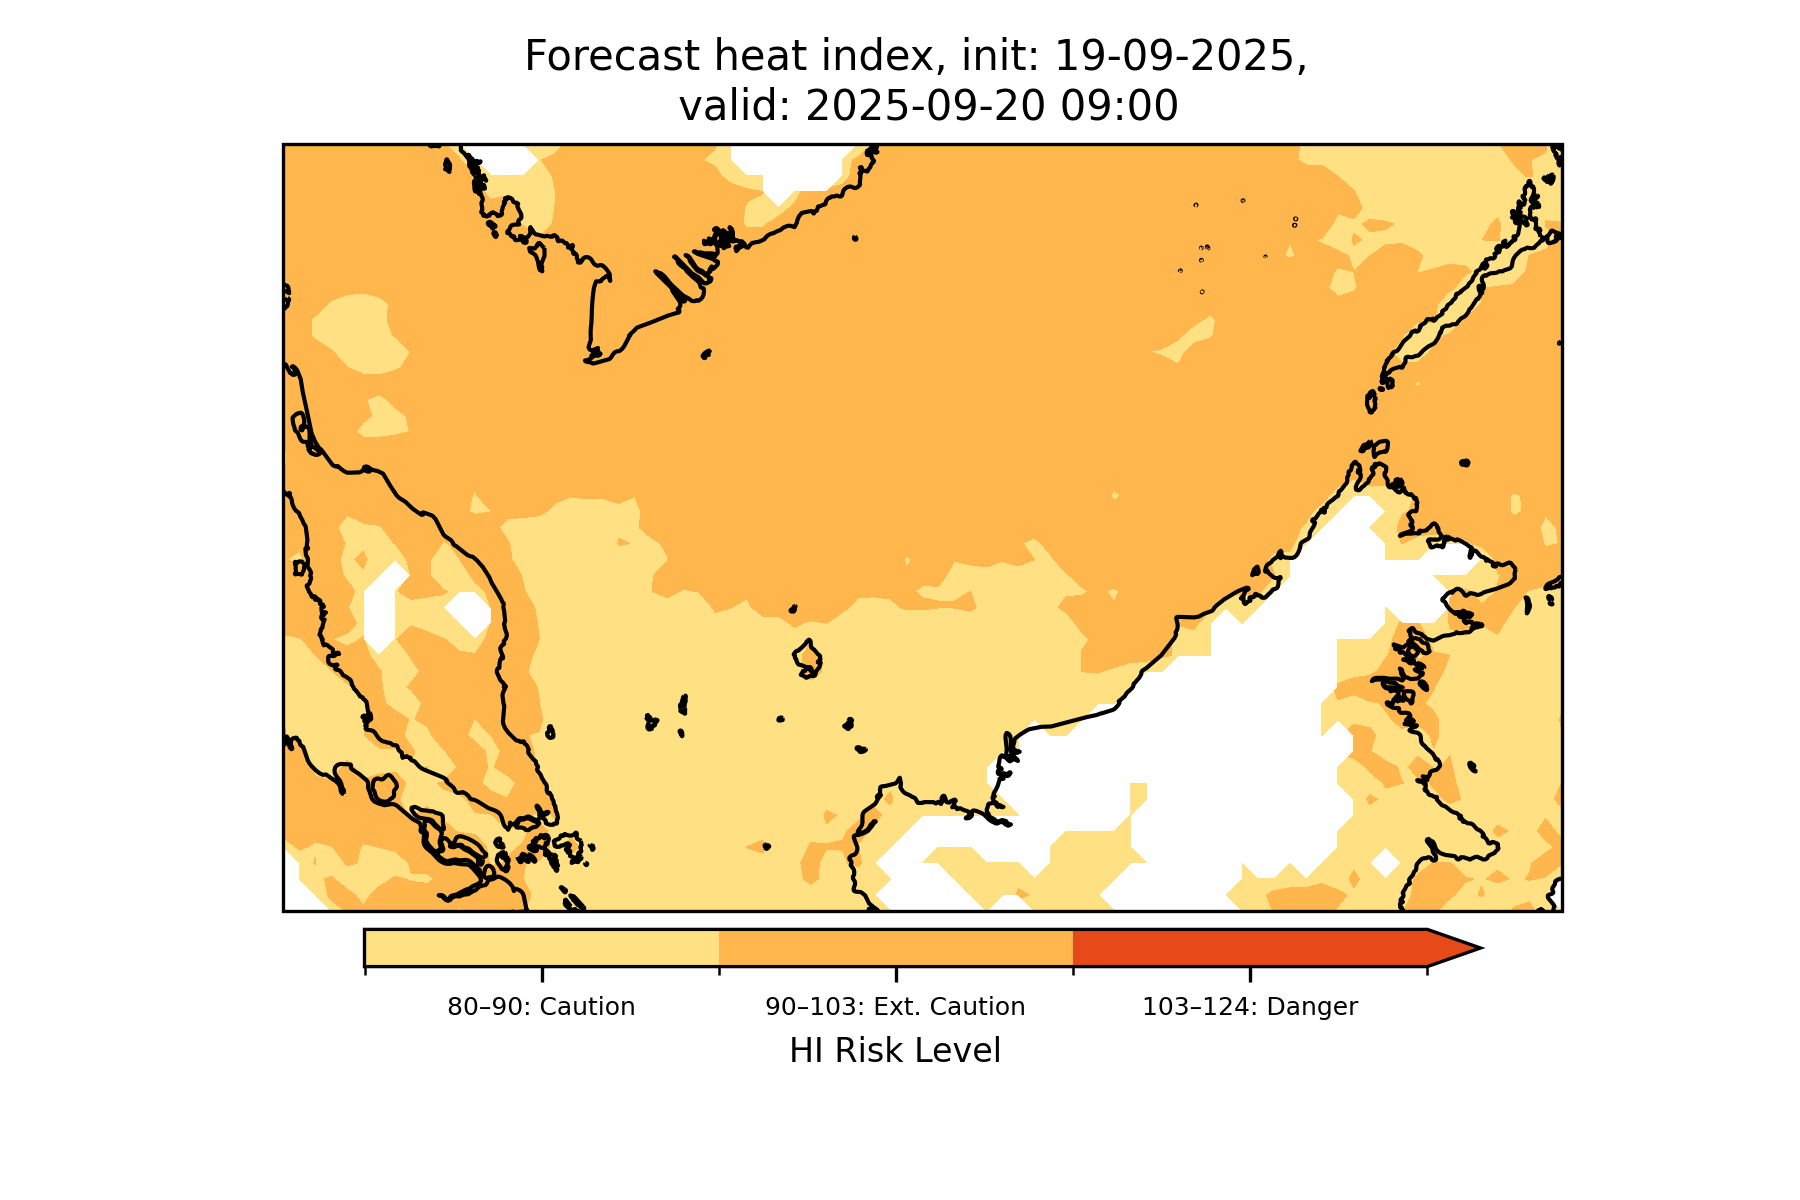 Forecast heat index, init: 19-09-2025,
valid: 2025-09-20 09:00
80–90: Caution
90–103: Ext. Caution
103–124: Danger
HI Risk Level